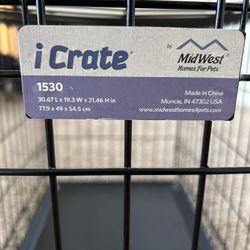 i Crate®
by
MidWest®
Homes For Pets®
1530
30.67 L x 19.3 W x 21.46 H in
77.9 x 49 x 54.5 cm
Made in China
Muncie, IN 47302 USA
www.midwesthomes4pets.com